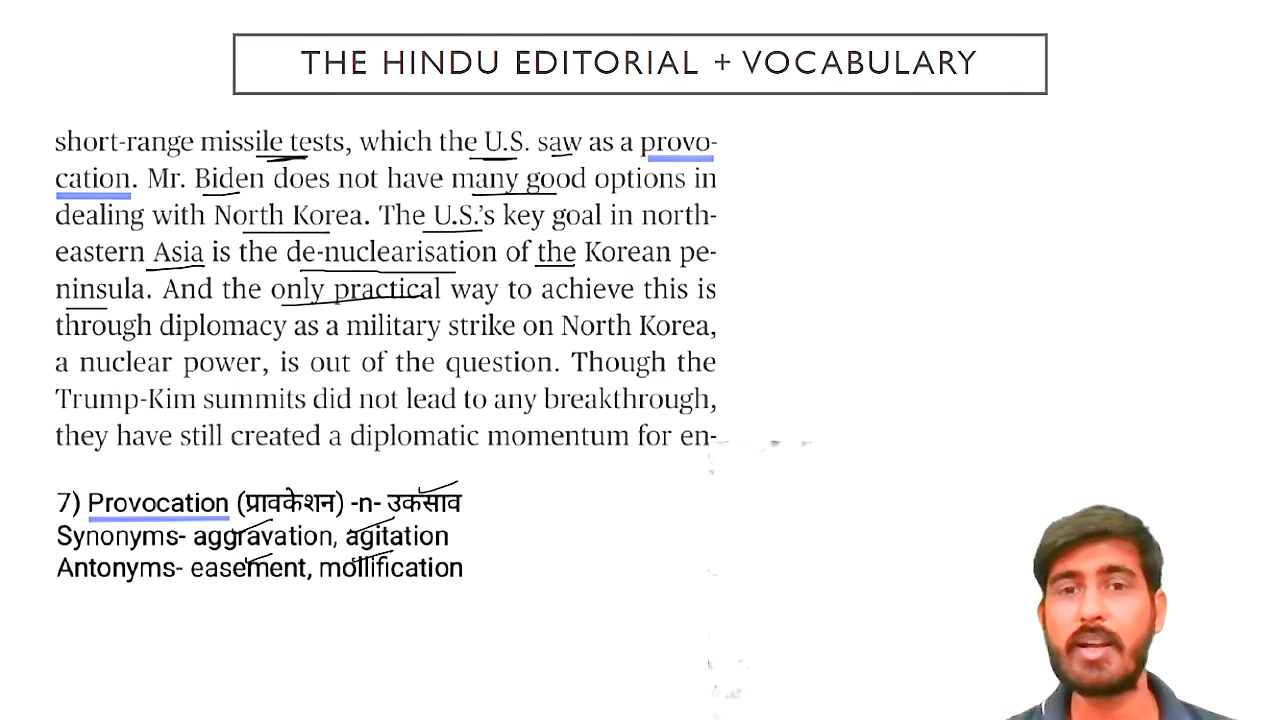 THE HINDU EDITORIAL + VOCABULARY
short-range missile tests, which the U.S. saw as a provo-
cation. Mr. Biden does not have many good options in
dealing with North Korea. The U.S.'s key goal in north-
eastern Asia is the de-nuclearisation of the Korean pe-
ninsula. And the only practical way to achieve this is
through diplomacy as a military strike on North Korea,
a nuclear power, is out of the question. Though the
Trump-Kim summits did not lead to any breakthrough,
they have still created a diplomatic momentum for en-
7) Provocation (प्रावकेशन) -n- उकसाव
Synonyms- aggravation, agitation
Antonyms- easement, mollification